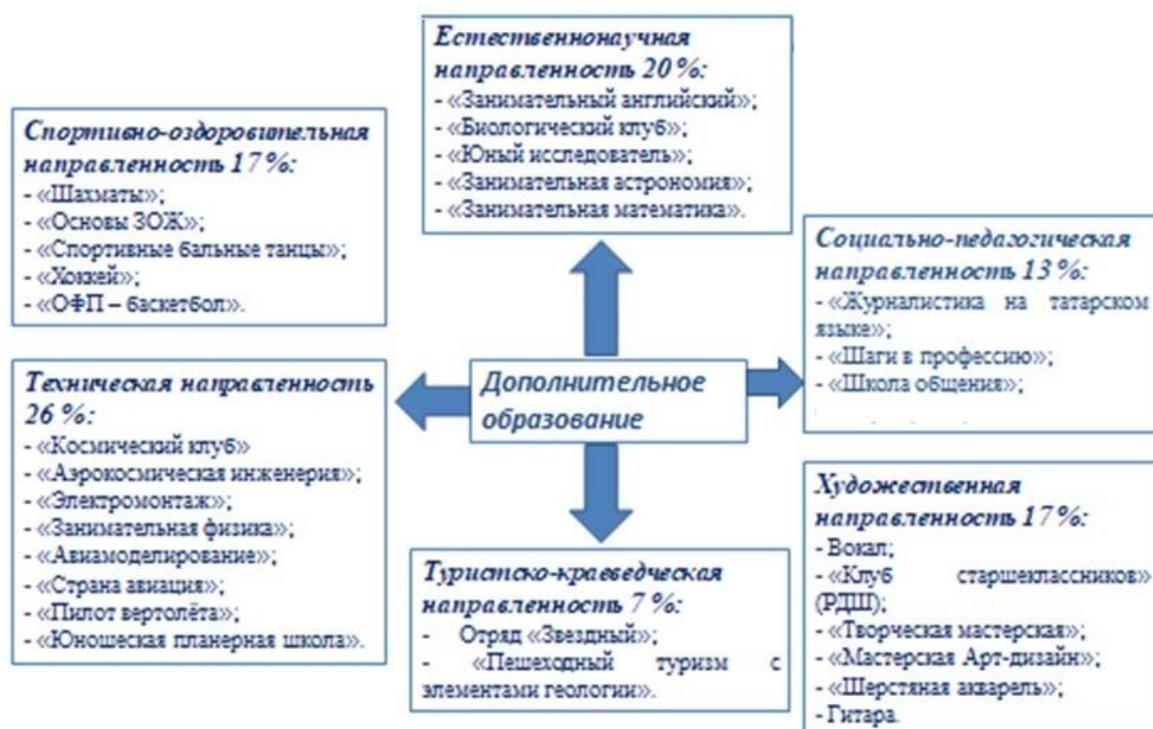 Естественнонаучная
направленность 20 %:
- «Занимательный английский»;
- «Биологический клуб»;
- «Юный исследователь»;
- «Занимательная астрономия»;
- «Занимательная математика».
Спортивно-оздоровительная
направленность 17 %:
- «Шахматы»;
- «Основы ЗОЖ»;
- «Спортивные бальные танцы»;
- «Хоккей»;
- «ОФП – баскетбол».
Социально-педагогическая
направленность 13 %:
- «Журналистика на татарском
языке»;
- «Шаги в профессию»;
- «Школа общения»;
Техническая направленность
26 %:
- «Космический клуб»
- «Аэрокосмическая инженерия»;
- «Электромонтаж»;
- «Занимательная физика»;
- «Авиамоделирование»;
- «Страна авиация»;
- «Пилот вертолёта»;
- «Юношеская планерная школа».
Дополнительное
образование
Туристско-краеведческая
направленность 7 %:
- Отряд «Звездный»;
- «Пешеходный туризм с
элементами геологии».
Художественная
направленность 17 %:
- Вокал;
- «Клуб старшеклассников»
(РДШ);
- «Творческая мастерская»;
- «Мастерская Арт-дизайн»;
- «Шерстяная акварель»;
- Гитара.